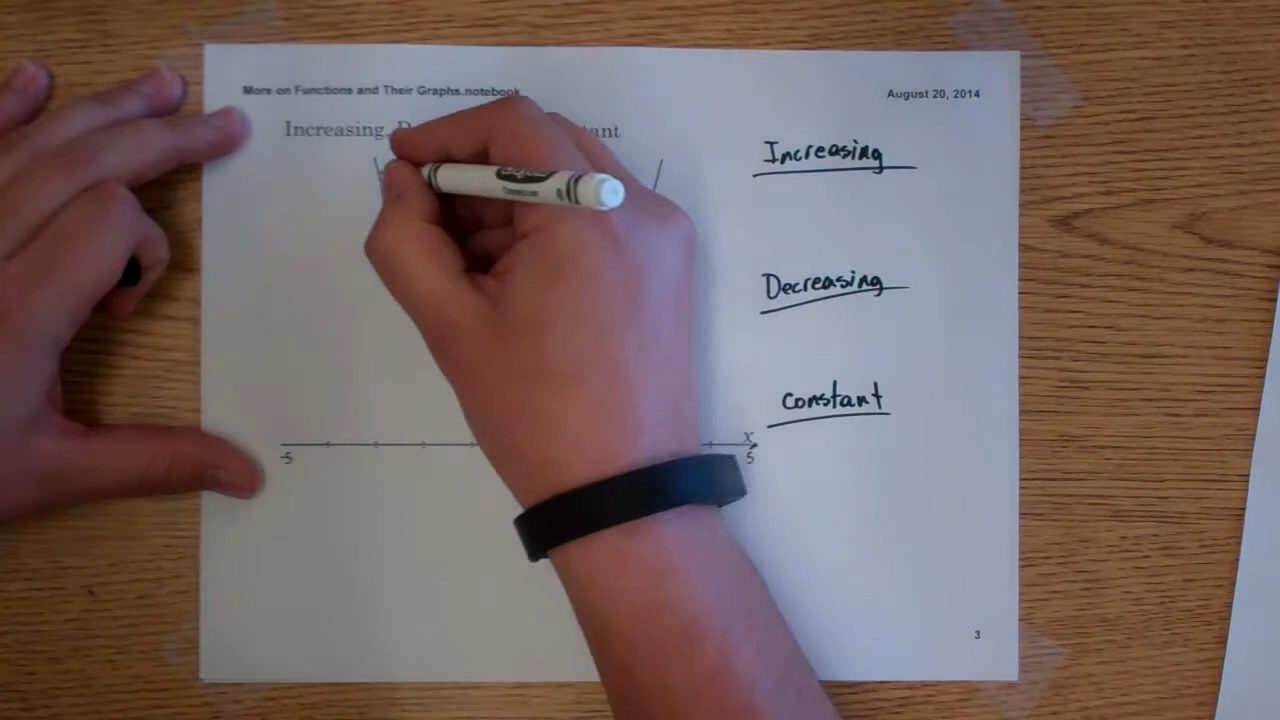 More on Functions and Their Graphs.notebook
August 20, 2014
Increasing,
Increasing
Decreasing
constant
x
-5
5
3